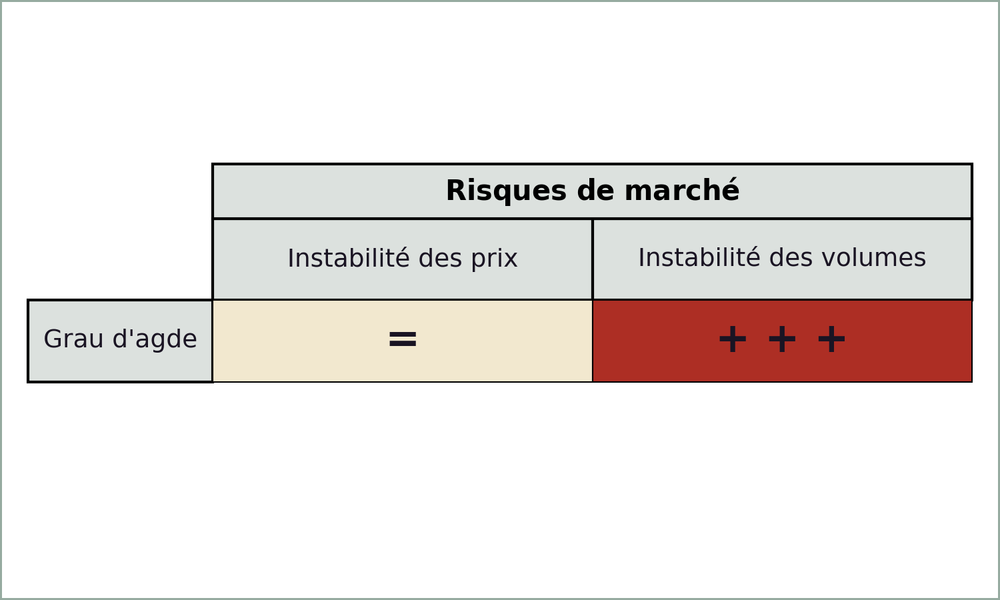 Risques de marché
Instabilité des prix
Instabilité des volumes
Grau d'agde
=
+ + +